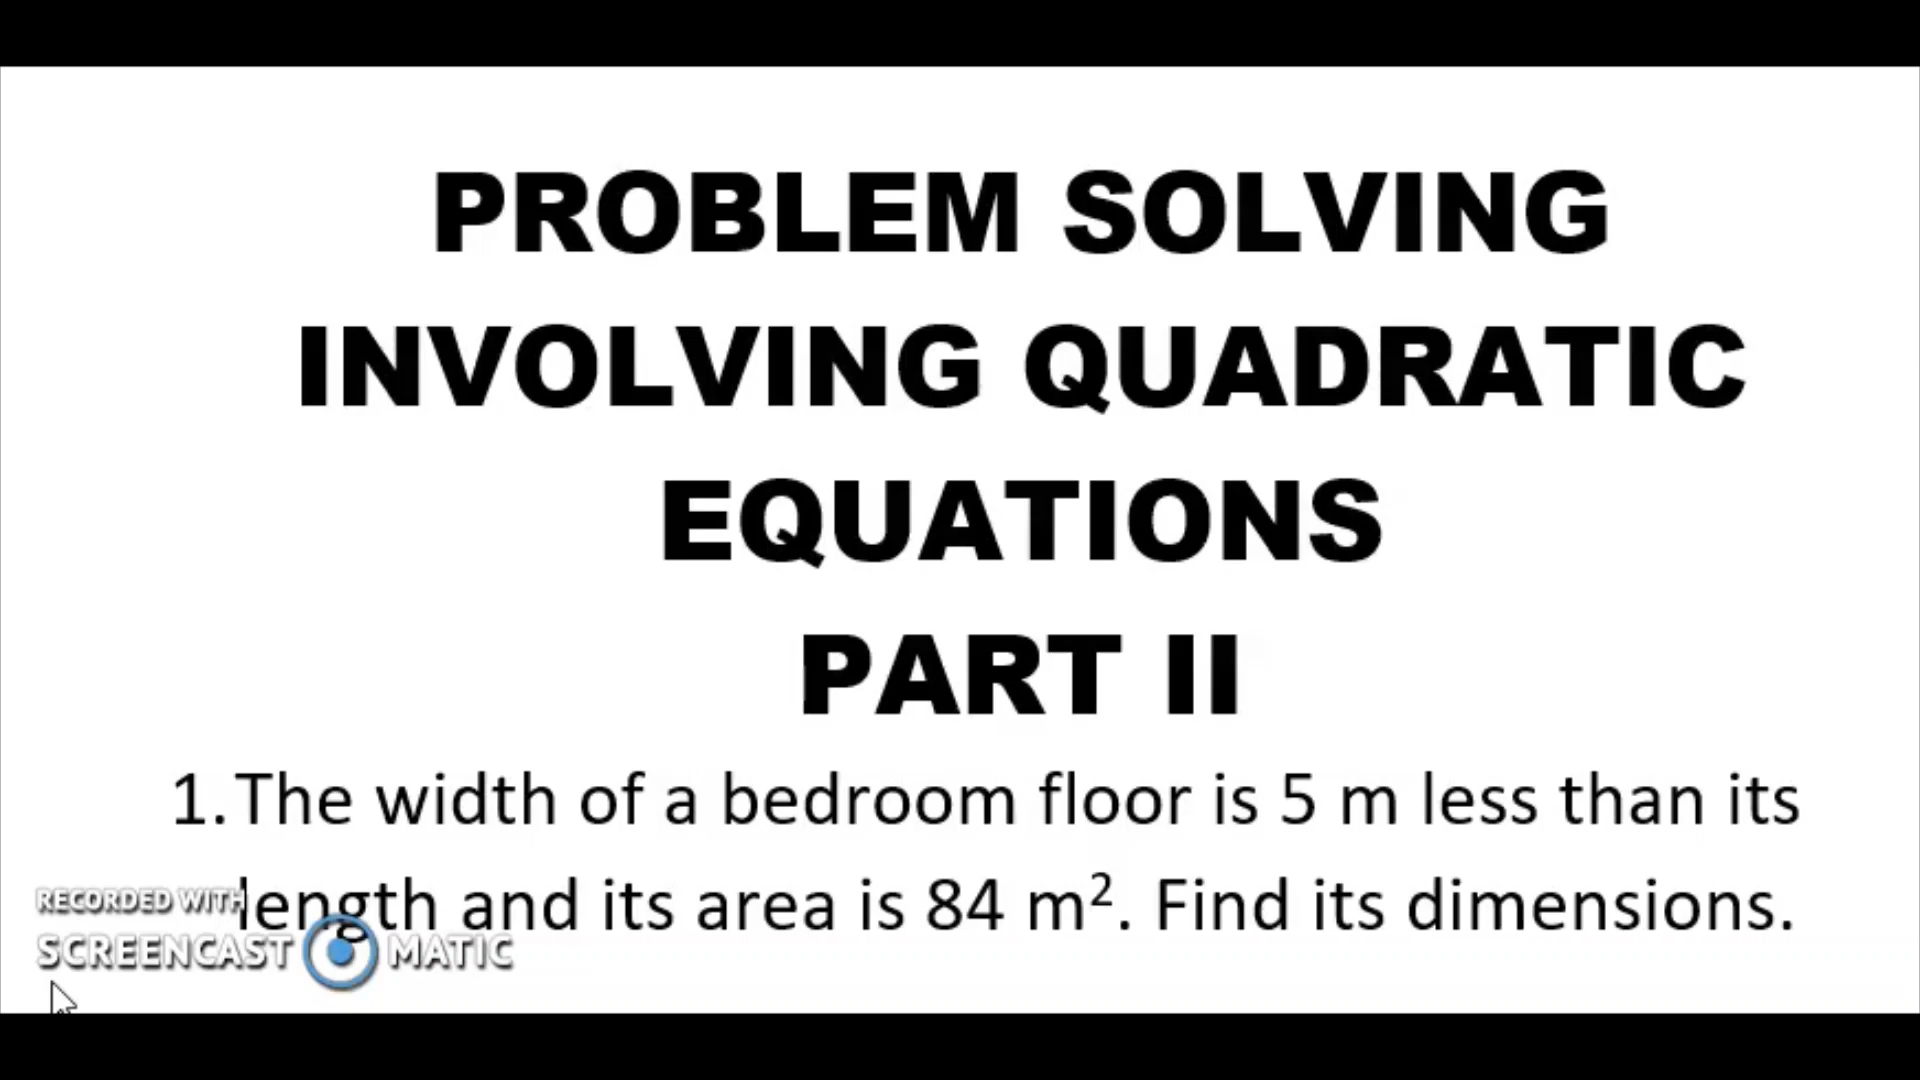 PROBLEM SOLVING
INVOLVING QUADRATIC
EQUATIONS
PART II
1. The width of a bedroom floor is 5 m less than its
length and its area is 84 m². Find its dimensions.
RECORDED WITH
SCREENCAST MATIC